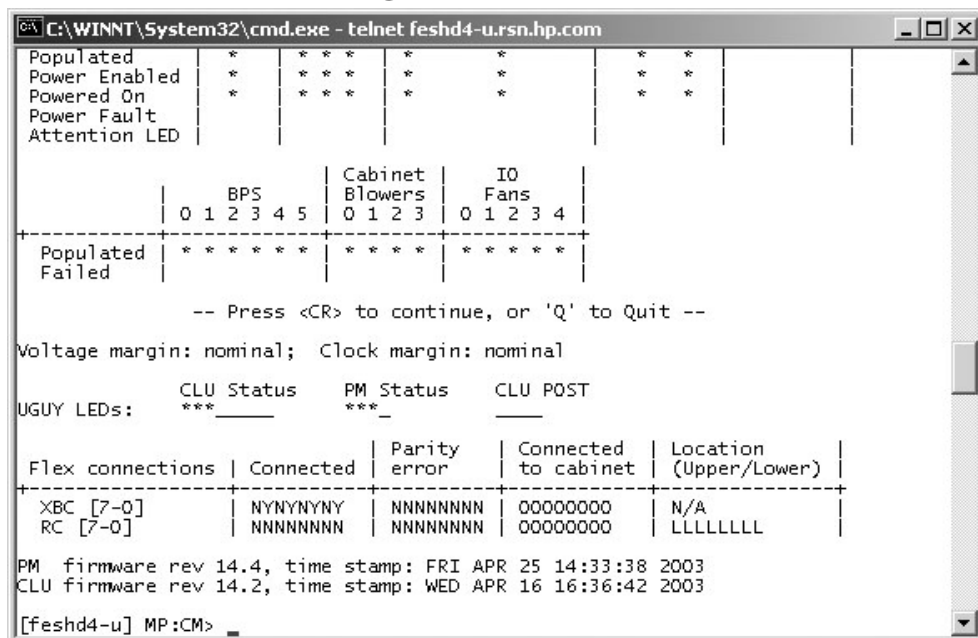 C:\WINNT\System32\cmd.exe - telnet feshd4-u.rsn.hp.com
Populated | * | * * * | * * | * * | |
Power Enabled | * | * * * | * * | * * | |
Powered On | * | * * * | * * | * * | |
Power Fault | | | | | |
Attention LED | | | | | |
| Cabinet | IO |
| BPS | Blowers | Fans |
| 0 1 2 3 4 5 | 0 1 2 3 | 0 1 2 3 4 |
+-----------+-------------+---------+-----------+
Populated | * * * * * * | * * * * | * * * * * |
Failed | | | |
-- Press <CR> to continue, or 'Q' to Quit --
Voltage margin: nominal; Clock margin: nominal
CLU Status PM Status CLU POST
UGUY LEDs: ***_____ ***_ ____
| Parity | Connected | Location |
Flex connections | Connected | error | to cabinet | (Upper/Lower) |
+-----------------+-----------+----------+------------+---------------+
XBC [7-0] | NYNYNYNY | NNNNNNNN | 00000000 | N/A |
RC [7-0] | NNNNNNNN | NNNNNNNN | 00000000 | LLLLLLLL |
PM firmware rev 14.4, time stamp: FRI APR 25 14:33:38 2003
CLU firmware rev 14.2, time stamp: WED APR 16 16:36:42 2003
[feshd4-u] MP:CM> _